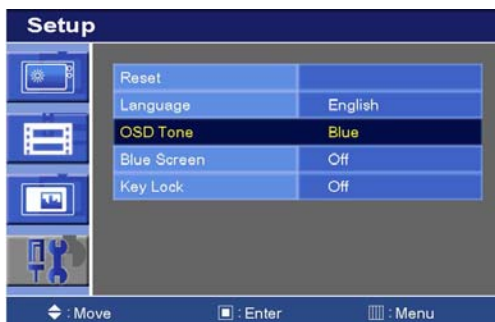 Setup
Reset
Language English
OSD Tone Blue
Blue Screen Off
Key Lock Off
: Move : Enter : Menu